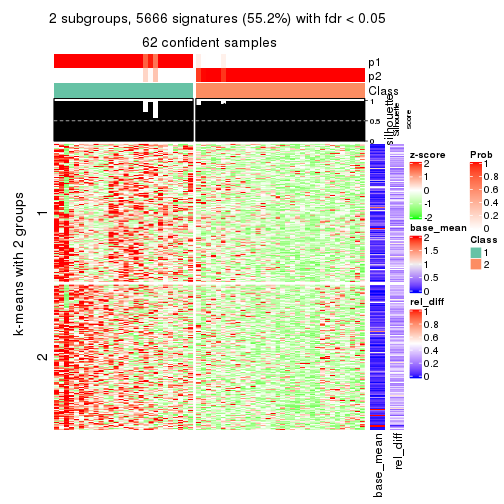 2 subgroups, 5666 signatures (55.2%) with fdr < 0.05
62 confident samples
p1
p2
Class
1
0.5
0
silhouette
Silhouette
score
k-means with 2 groups
1
2
base_mean
rel_diff
z-score
2
1
0
-1
-2
base_mean
2
1.5
1
0.5
0
rel_diff
1
0.8
0.6
0.4
0.2
0
Prob
1
0.8
0.6
0.4
0.2
0
Class
1
2